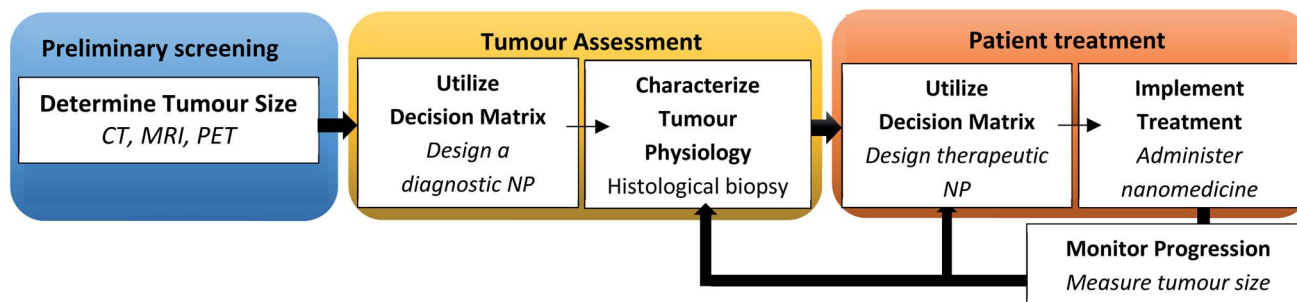 Preliminary screening
Determine Tumour Size
CT, MRI, PET
Tumour Assessment
Utilize
Decision Matrix
Design a
diagnostic NP
Characterize
Tumour
Physiology
Histological biopsy
Patient treatment
Utilize
Decision Matrix
Design therapeutic
NP
Implement
Treatment
Administer
nanomedicine
Monitor Progression
Measure tumour size